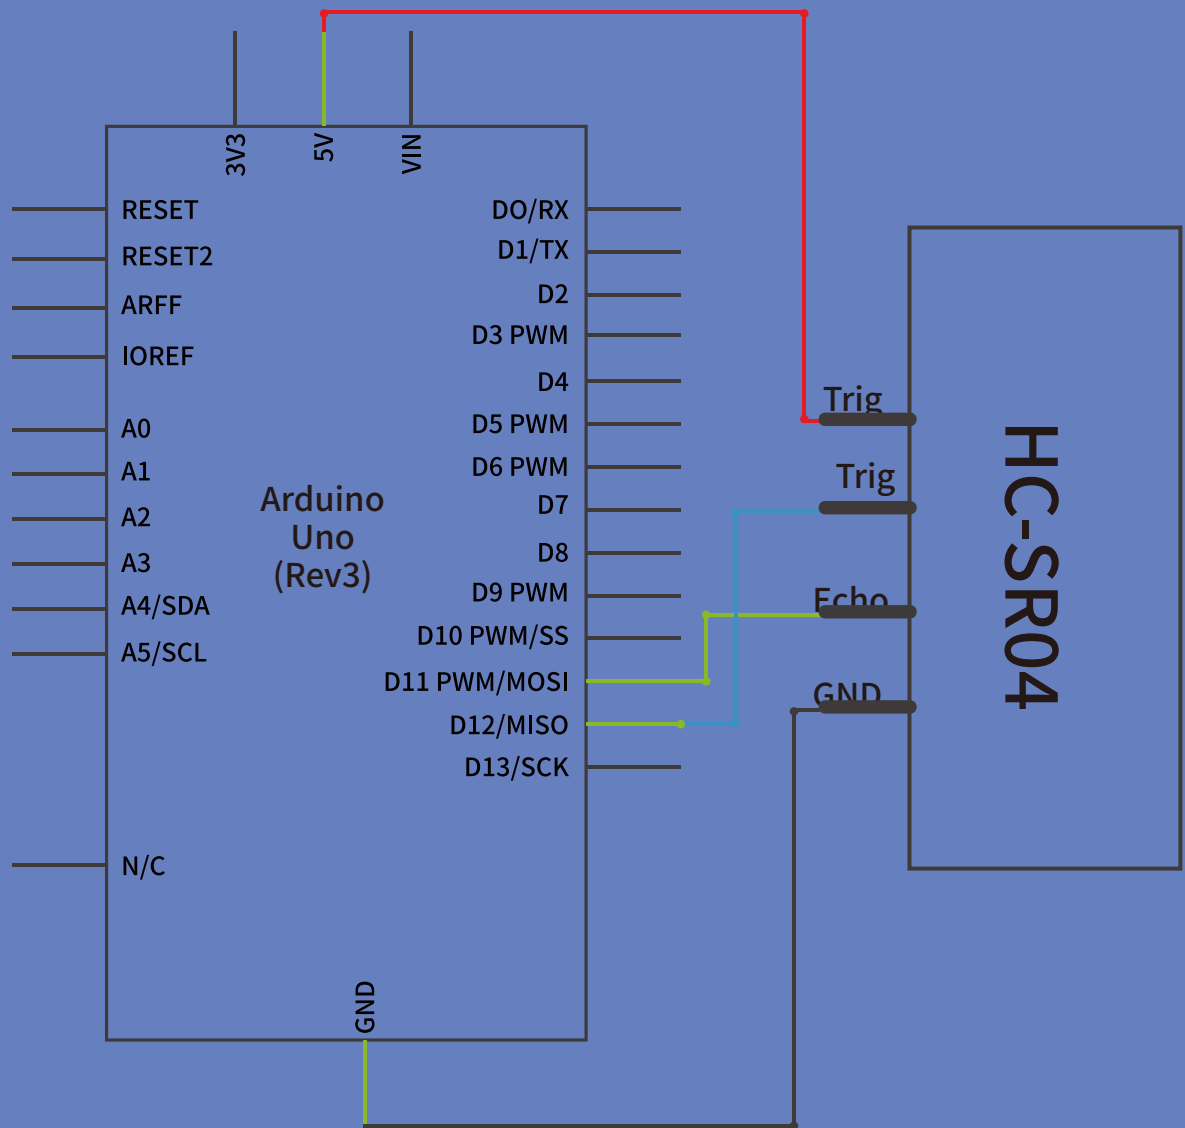 3V3
5V
VIN
RESET
RESET2
ARFF
IOREF
A0
A1
A2
A3
A4/SDA
A5/SCL
N/C
Arduino
Uno
(Rev3)
DO/RX
D1/TX
D2
D3 PWM
D4
D5 PWM
D6 PWM
D7
D8
D9 PWM
D10 PWM/SS
D11 PWM/MOSI
D12/MISO
D13/SCK
GND
Trig
Trig
Echo
GND
HC-SR04